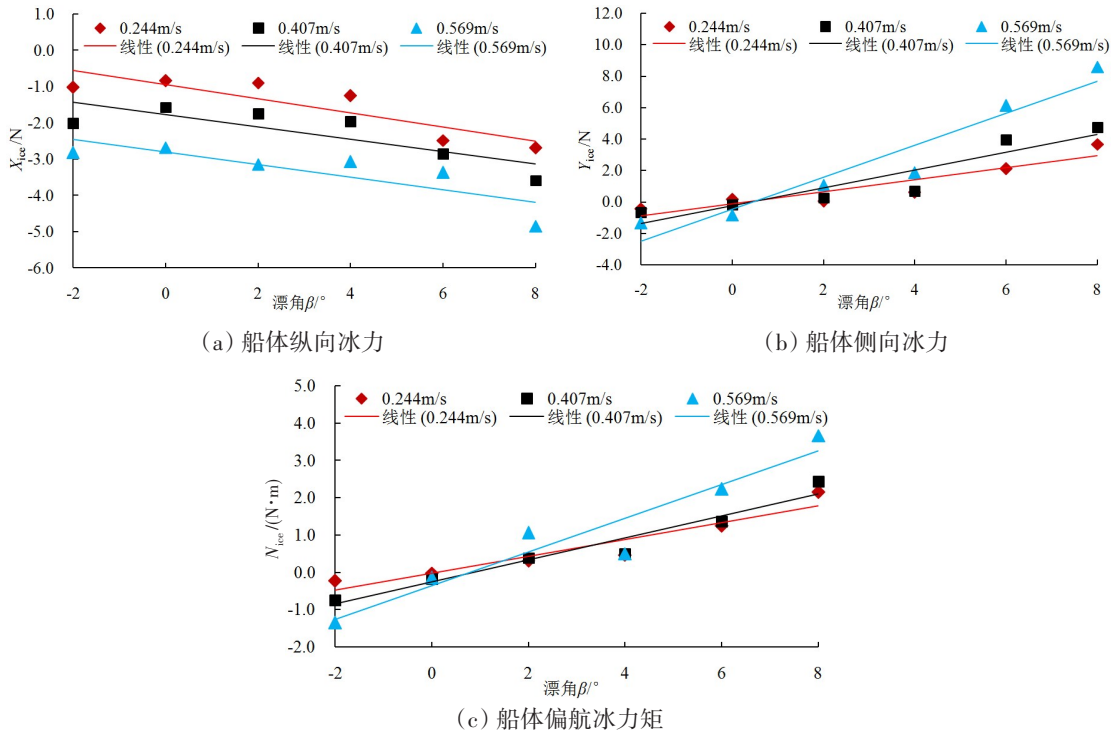 0.244m/s 0.407m/s 0.569m/s
线性 (0.244m/s) 线性 (0.407m/s) 线性 (0.569m/s)
1.0
0.0
-1.0
-2.0
-3.0
-4.0
-5.0
-6.0
Xice/N
-2 0 2 4 6 8
漂角β/°
(a) 船体纵向冰力
0.244m/s 0.407m/s 0.569m/s
线性 (0.244m/s) 线性 (0.407m/s) 线性 (0.569m/s)
12.0
10.0
8.0
6.0
4.0
2.0
0.0
-2.0
-4.0
Yice/N
-2 0 2 4 6 8
漂角β/°
(b) 船体侧向冰力
0.244m/s 0.407m/s 0.569m/s
线性 (0.244m/s) 线性 (0.407m/s) 线性 (0.569m/s)
5.0
4.0
3.0
2.0
1.0
0.0
-1.0
-2.0
Nice/(N·m)
-2 0 2 4 6 8
漂角β/°
(c) 船体偏航冰力矩